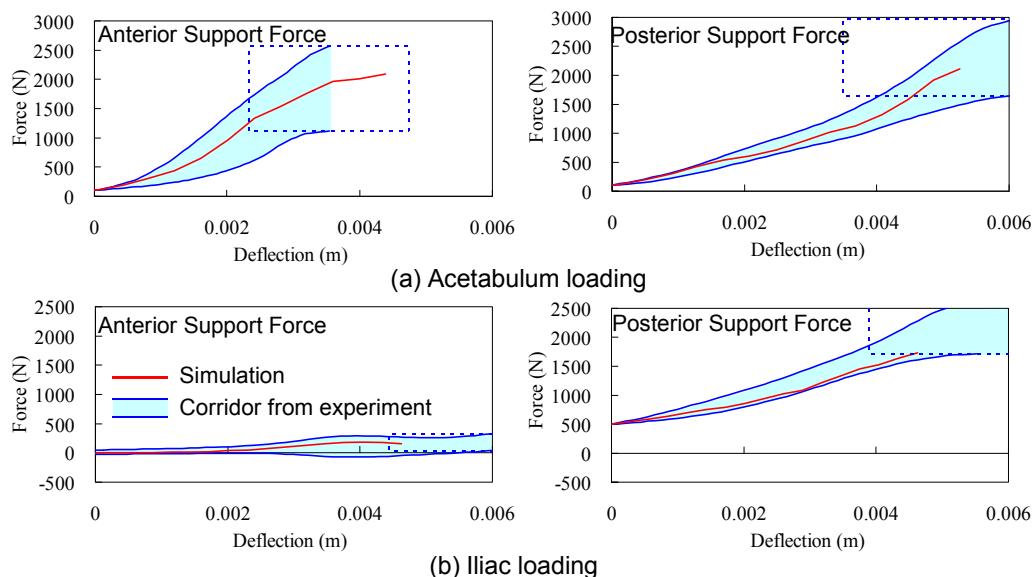 Anterior Support Force
Force (N)
3000
2500
2000
1500
1000
500
0
0 0.002 0.004 0.006
Deflection (m)
Posterior Support Force
Force (N)
3000
2500
2000
1500
1000
500
0
0 0.002 0.004 0.006
Deflection (m)
(a) Acetabulum loading
Anterior Support Force
Force (N)
2500
2000
1500
1000
500
0
-500
Simulation
Corridor from experiment
0 0.002 0.004 0.006
Deflection (m)
Posterior Support Force
Force (N)
2500
2000
1500
1000
500
0
-500
0 0.002 0.004 0.006
Deflection (m)
(b) Iliac loading